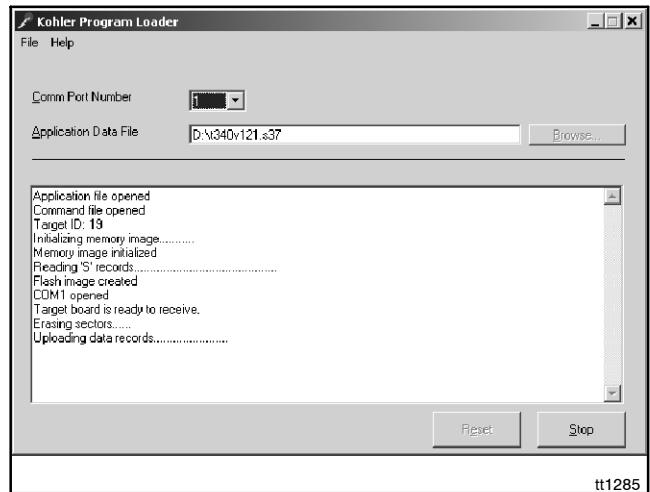 Kohler Program Loader
File Help
Comm Port Number
1
Application Data File
D:\t340v121.s37
Browse...
Application file opened
Command file opened
Target ID: 19
Initializing memory image...........
Memory image initialized
Reading 'S' records............................................
Flash image created
COM1 opened
Target board is ready to receive.
Erasing sectors......
Uploading data records.......................
Reset
Stop
tt1285